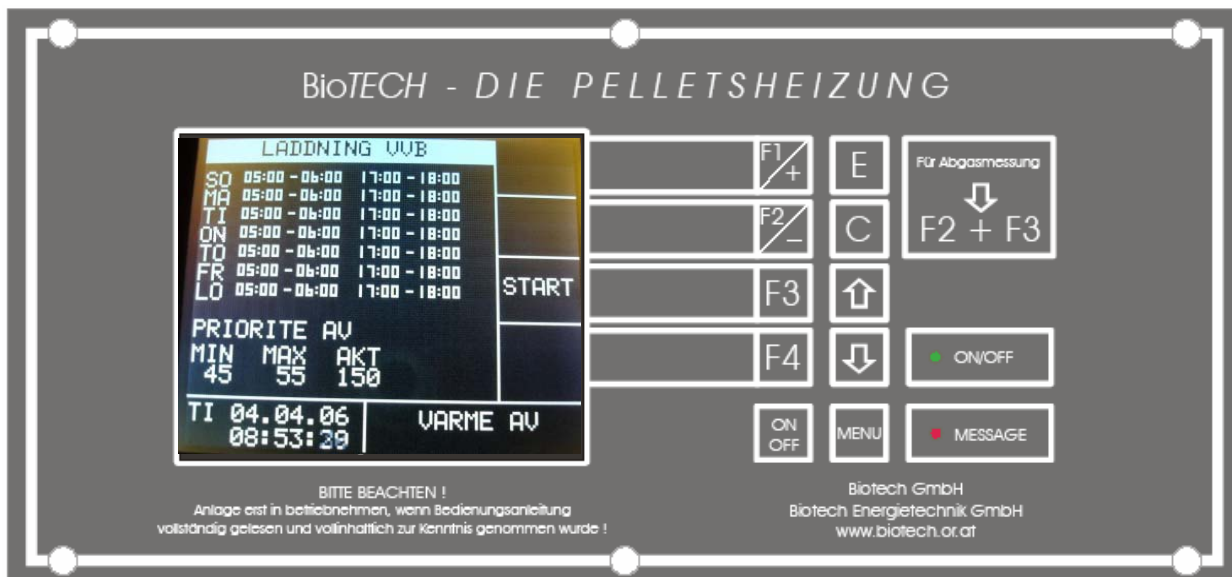 BioTECH - DIE PELLETSHEIZUNG
LADDNING VVB
SO 05:00 - 06:00 17:00 - 18:00
MA 05:00 - 06:00 17:00 - 18:00
TI 05:00 - 06:00 17:00 - 18:00
ON 05:00 - 06:00 17:00 - 18:00
TO 05:00 - 06:00 17:00 - 18:00
FR 05:00 - 06:00 17:00 - 18:00
LO 05:00 - 06:00 17:00 - 18:00
START
PRIORITE AV
MIN MAX AKT
45 55 150
TI 04.04.06
08:53:29
VARME AV
F1/+
F2/-
F3
F4
E
C
⇧
⇩
ON
OFF
MENU
Für Abgasmessung
⇩
F2 + F3
ON/OFF
MESSAGE
BITTE BEACHTEN !
Anlage erst in betriebnehmen, wenn Bedienungsanleitung
vollständig gelesen und vollinhaltlich zur Kenntnis genommen wurde !
Biotech GmbH
Biotech Energietechnik GmbH
www.biotech.or.at